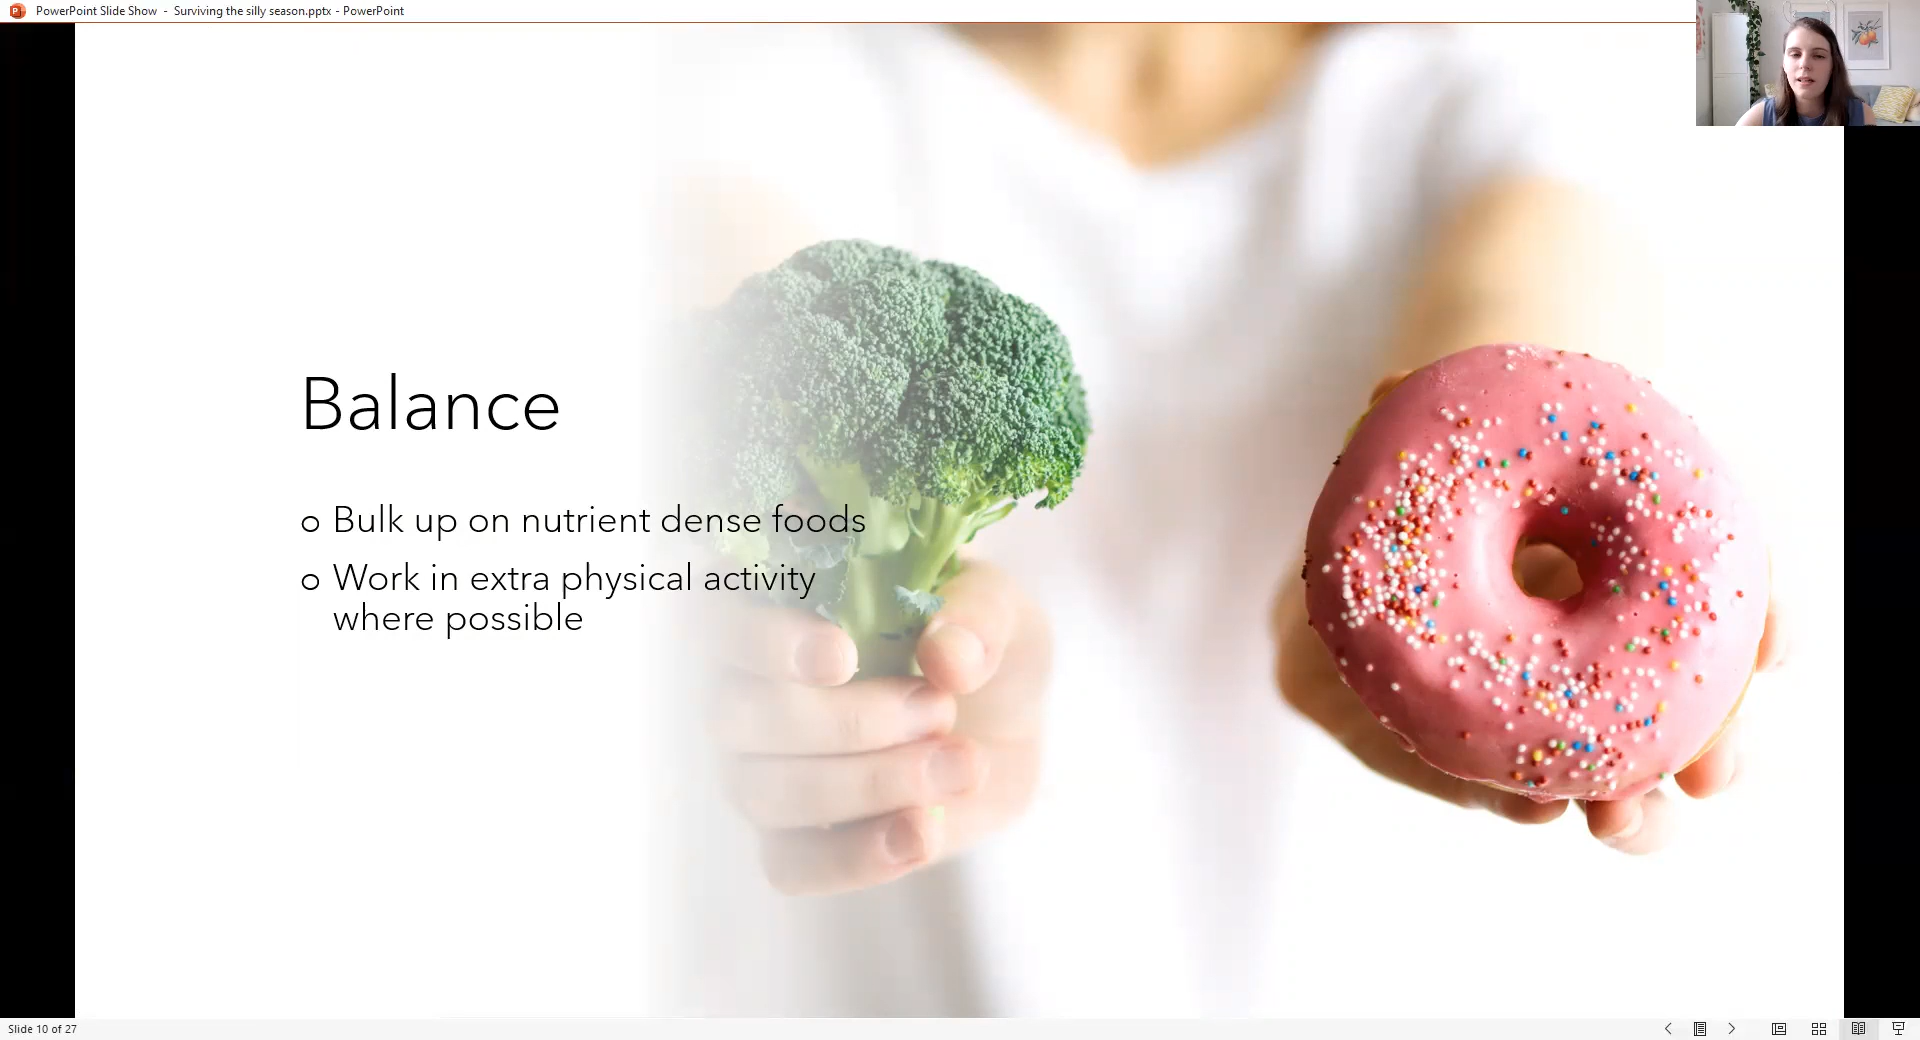 PowerPoint Slide Show - Surviving the silly season.pptx - PowerPoint
Balance
o Bulk up on nutrient dense foods
o Work in extra physical activity
where possible
Slide 10 of 27